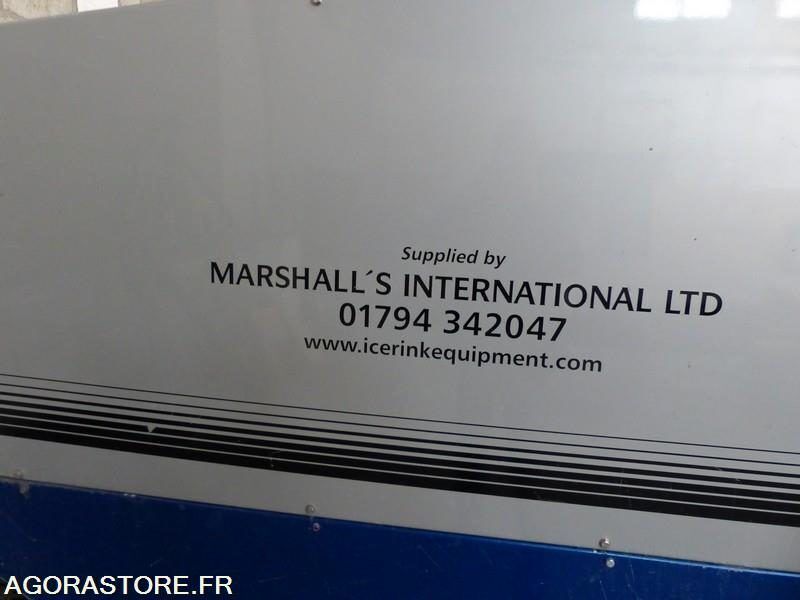 Supplied by
MARSHALL´S INTERNATIONAL LTD
01794 342047
www.icerinkequipment.com
AGORASTORE.FR